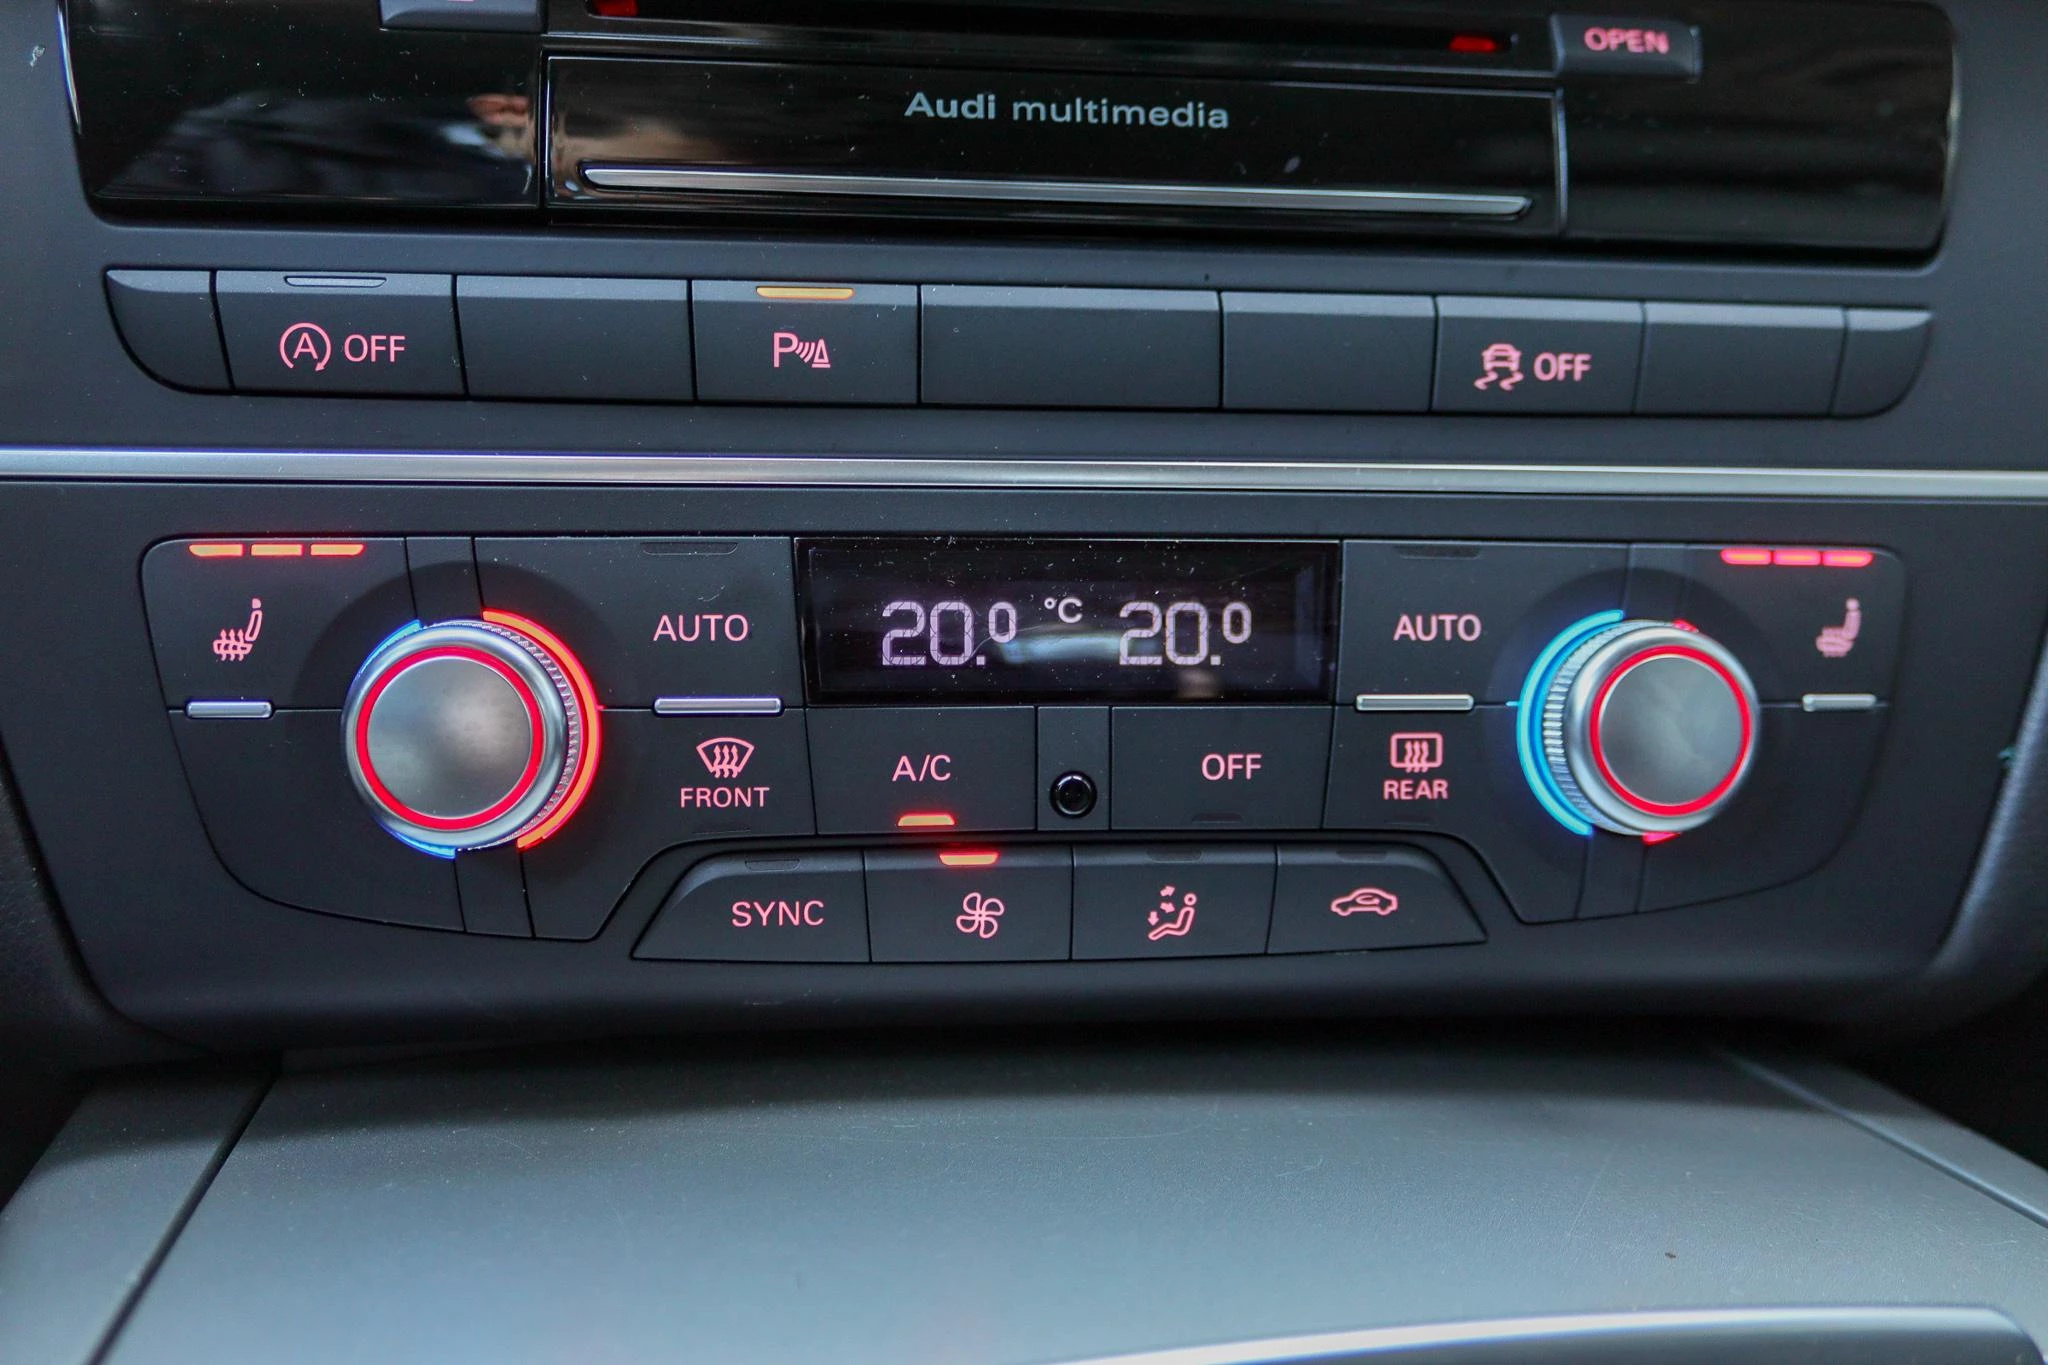 OPEN
Audi multimedia
A OFF
P
OFF
AUTO
20.0 °C 20.0
AUTO
FRONT
A/C
OFF
REAR
SYNC